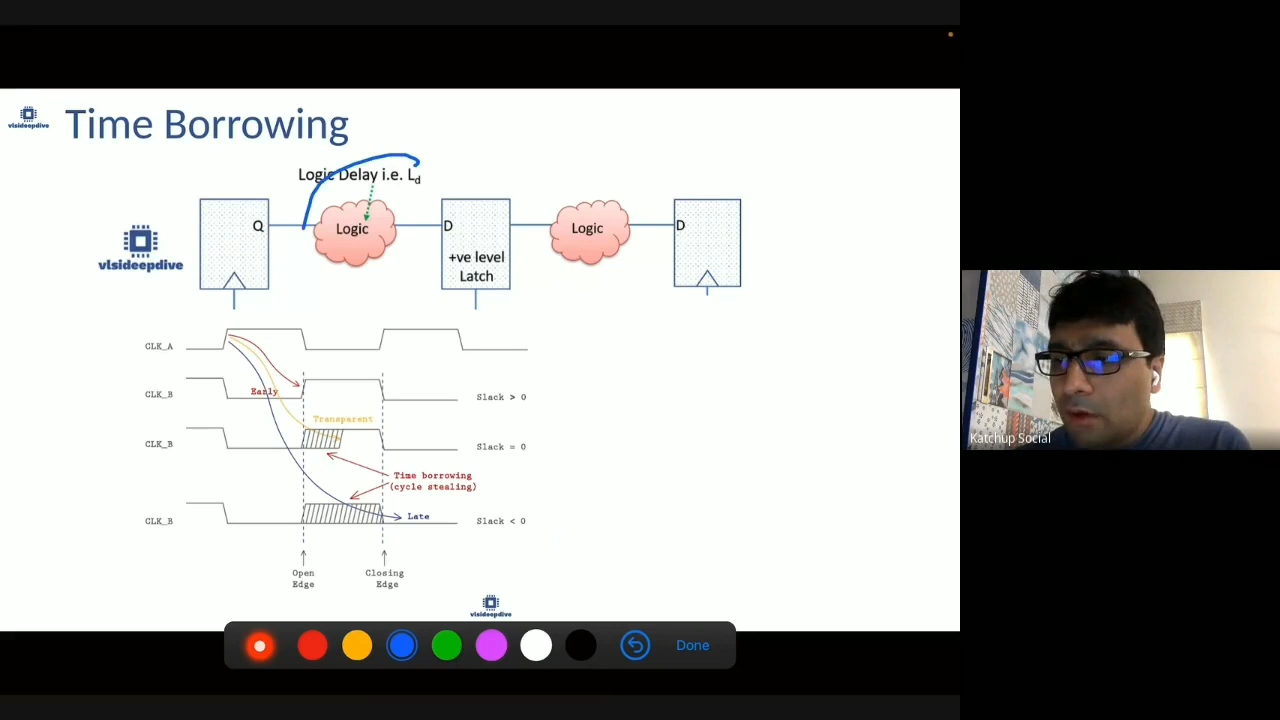 vlsideepdive
Time Borrowing
Logic Delay i.e. Ld
Q
Logic
D
+ve level
Latch
Logic
D
vlsideepdive
CLK_A
CLK_B
Early
Slack > 0
Transparent
CLK_B
Slack = 0
Time borrowing
(cycle stealing)
CLK_B
Late
Slack < 0
Open
Edge
Closing
Edge
vlsideepdive
Done
Katchup Social